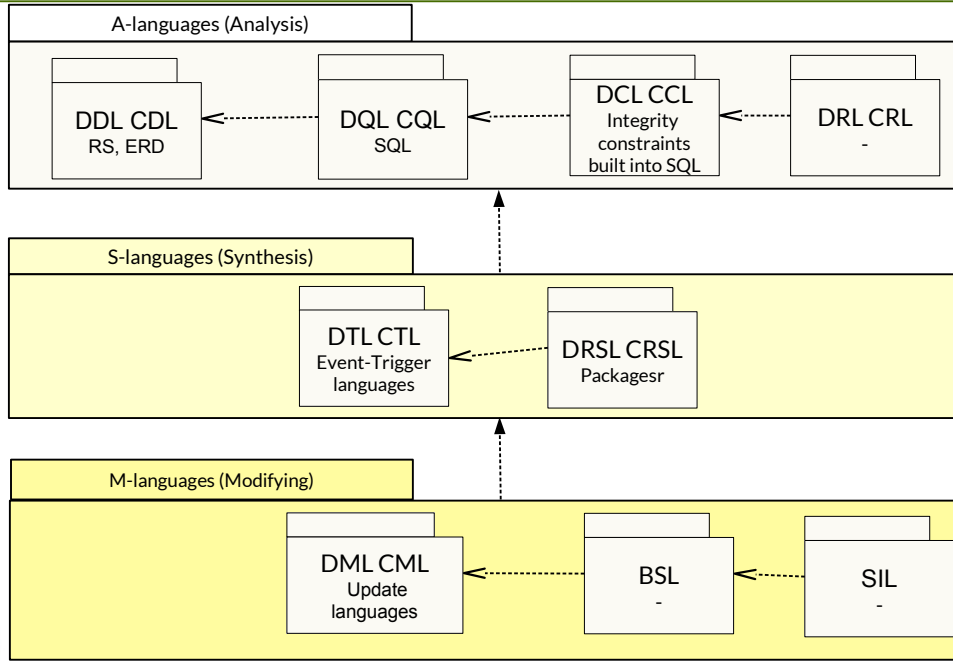 A-languages (Analysis)
DDL CDL
RS, ERD
DQL CQL
SQL
DCL CCL
Integrity
constraints
built into SQL
DRL CRL
-
S-languages (Synthesis)
DTL CTL
Event-Trigger
languages
DRSL CRSL
Packagesr
M-languages (Modifying)
DML CML
Update
languages
BSL
-
SIL
-